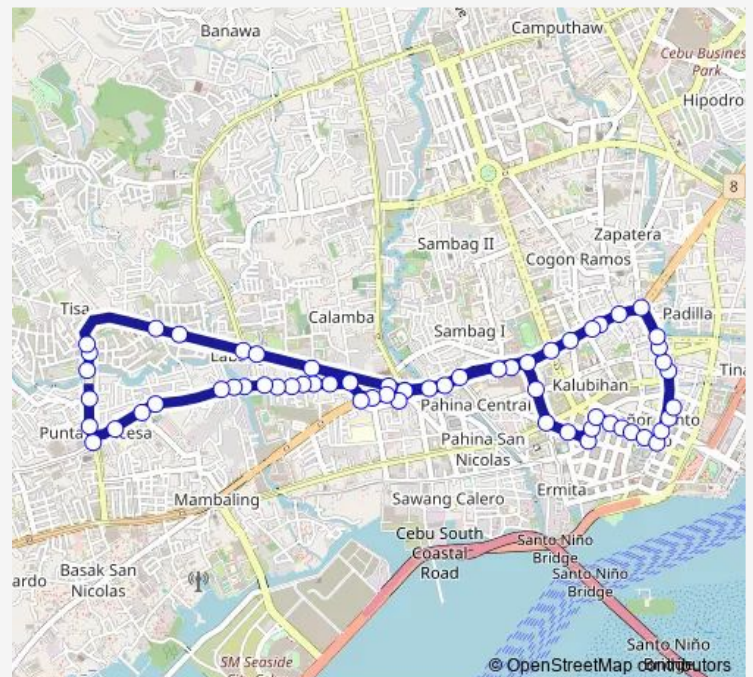 Banawa
Camputhaw
Cebu Busines
Park
Hipodro
8
Sambag II
Zapatera
Cogon Ramos
Tisa
Calamba
Sambag I
Padilla
Kalubihan
Tina
Pahina Central
Punta
Pahina San
Nicolas
Mambaling
Sawang Calero
Ermita
Cebu South
Coastal
Road
Santo Niño
Bridge
Santo Niño
Bridge
ardo
Basak San
Nicolas
SM Seaside
Santo Niño
© OpenStreetMap contributors